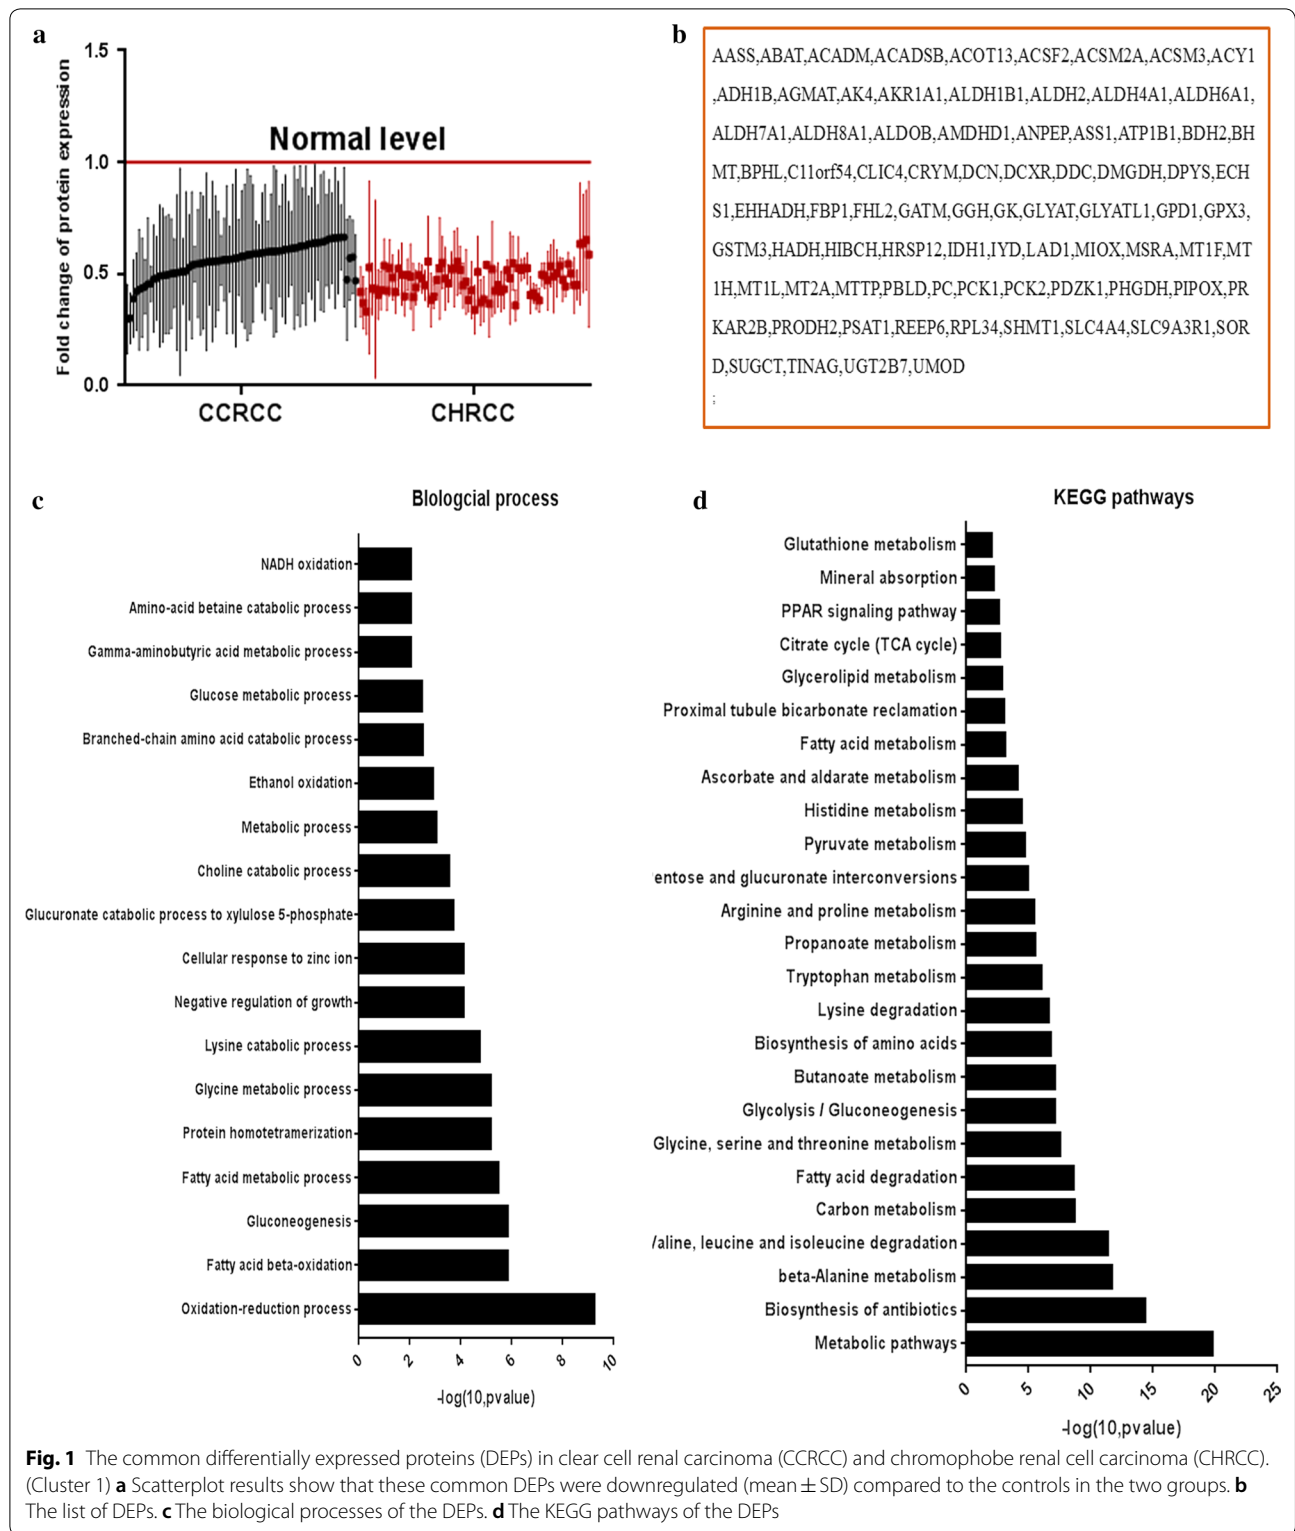 a
1.5
1.0
0.5
0.0
Fold change of protein expression
Normal level
CCRCC
CHRCC
b
AASS,ABAT,ACADM,ACADSB,ACOT13,ACSF2,ACSM2A,ACSM3,ACY1
,ADH1B,AGMAT,AK4,AKR1A1,ALDH1B1,ALDH2,ALDH4A1,ALDH6A1,
ALDH7A1,ALDH8A1,ALDOB,AMDHD1,ANPEP,ASS1,ATP1B1,BDH2,BH
MT,BPHL,C11orf54,CLIC4,CRYM,DCN,DCXR,DDC,DMGDH,DPYS,ECH
S1,EHHADH,FBP1,FHL2,GATM,GGH,GK,GLYAT,GLYATL1,GPD1,GPX3,
GSTM3,HADH,HIBCH,HRSP12,IDH1,IYD,LAD1,MIOX,MSRA,MT1F,MT
1H,MT1L,MT2A,MTTP,PBLD,PC,PCK1,PCK2,PDZK1,PHGDH,PIPOX,PR
KAR2B,PRODH2,PSAT1,REEP6,RPL34,SHMT1,SLC4A4,SLC9A3R1,SOR
D,SUGCT,TINAG,UGT2B7,UMOD
;
c
BIologcial process
NADH oxidation
Amino-acid betaine catabolic process
Gamma-aminobutyric acid metabolic process
Glucose metabolic process
Branched-chain amino acid catabolic process
Ethanol oxidation
Metabolic process
Choline catabolic process
Glucuronate catabolic process to xylulose 5-phosphate
Cellular response to zinc ion
Negative regulation of growth
Lysine catabolic process
Glycine metabolic process
Protein homotetramerization
Fatty acid metabolic process
Gluconeogenesis
Fatty acid beta-oxidation
Oxidation-reduction process
0 2 4 6 8 10
-log(10,pvalue)
d
KEGG pathways
Glutathione metabolism
Mineral absorption
PPAR signaling pathway
Citrate cycle (TCA cycle)
Glycerolipid metabolism
Proximal tubule bicarbonate reclamation
Fatty acid metabolism
Ascorbate and aldarate metabolism
Histidine metabolism
Pyruvate metabolism
entose and glucuronate interconversions
Arginine and proline metabolism
Propanoate metabolism
Tryptophan metabolism
Lysine degradation
Biosynthesis of amino acids
Butanoate metabolism
Glycolysis / Gluconeogenesis
Glycine, serine and threonine metabolism
Fatty acid degradation
Carbon metabolism
/aline, leucine and isoleucine degradation
beta-Alanine metabolism
Biosynthesis of antibiotics
Metabolic pathways
0 5 10 15 20 25
-log(10,pvalue)
Fig. 1 The common differentially expressed proteins (DEPs) in clear cell renal carcinoma (CCRCC) and chromophobe renal cell carcinoma (CHRCC).
(Cluster 1) a Scatterplot results show that these common DEPs were downregulated (mean ± SD) compared to the controls in the two groups. b
The list of DEPs. c The biological processes of the DEPs. d The KEGG pathways of the DEPs